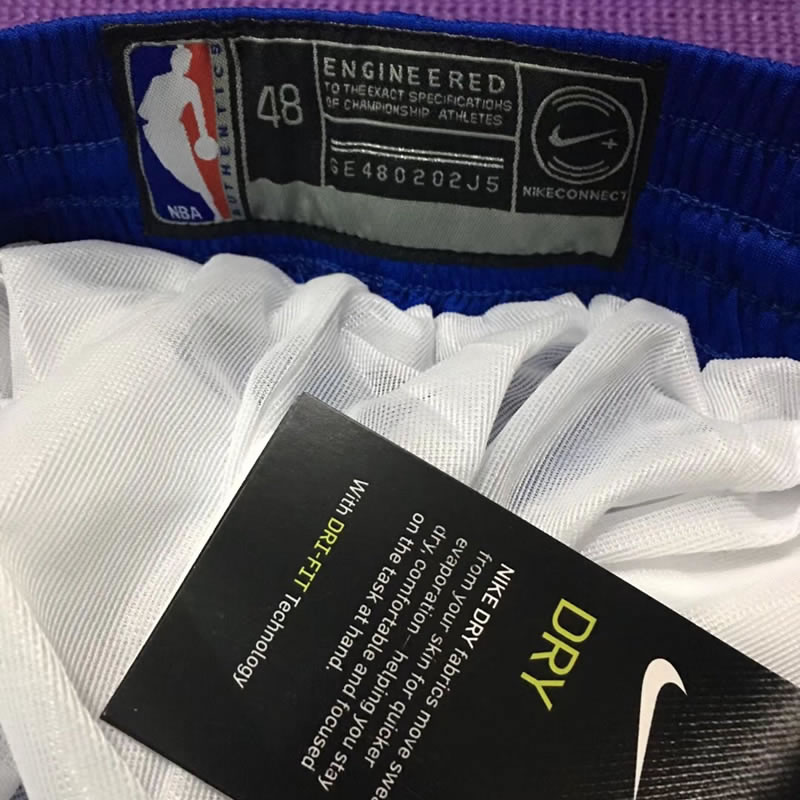 NBA
AUTHENTICS
48
ENGINEERED
TO THE EXACT SPECIFICATIONS
OF CHAMPIONSHIP ATHLETES
GE480202J5
NIKECONNECT
DRY
NIKE DRY fabrics move swea
from your skin for quicker
evaporation—helping you stay
dry, comfortable and focused
on the task at hand.
With DRI-FIT Technology